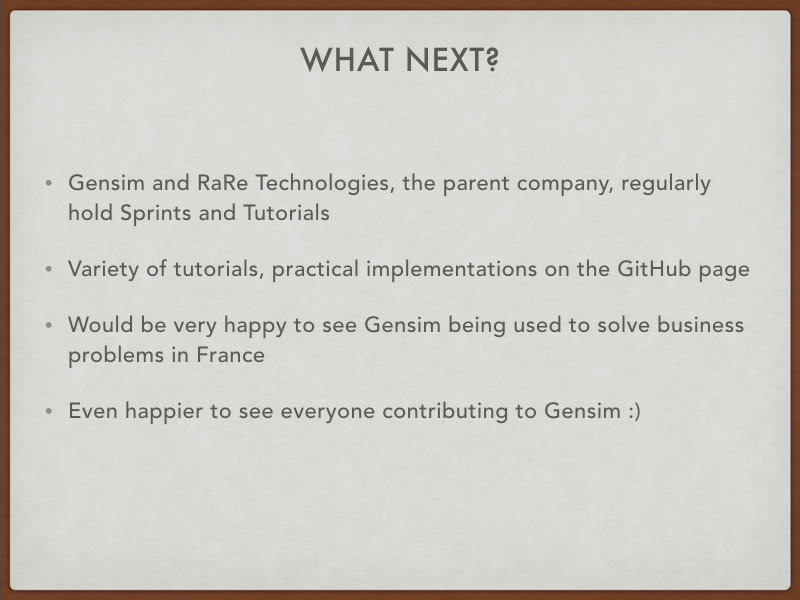 WHAT NEXT?
• Gensim and RaRe Technologies, the parent company, regularly
hold Sprints and Tutorials
• Variety of tutorials, practical implementations on the GitHub page
• Would be very happy to see Gensim being used to solve business
problems in France
• Even happier to see everyone contributing to Gensim :)